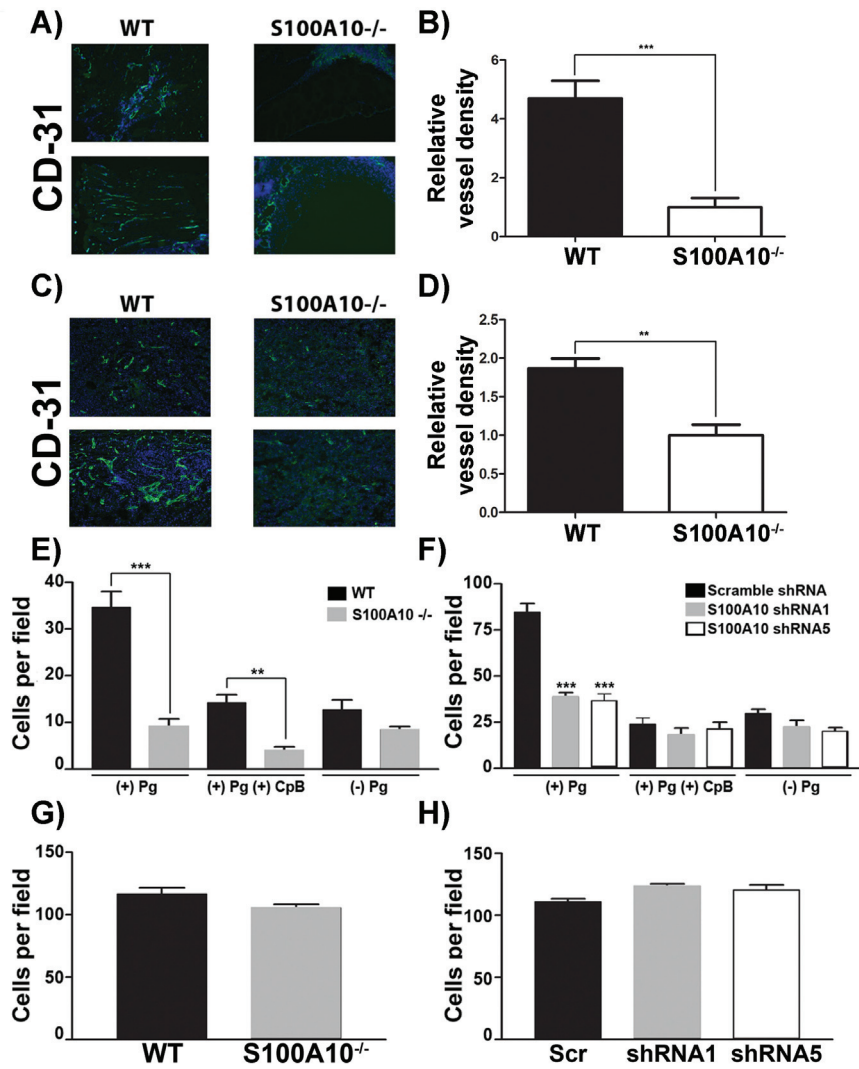 A)
WT
S100A10-/-
CD-31
B)
***
Relelative
vessel density
6
4
2
0
WT
S100A10-/-
C)
WT
S100A10-/-
CD-31
D)
**
Relelative
vessel density
2.5
2.0
1.5
1.0
0.5
0.0
WT
S100A10-/-
E)
***
**
WT
S100A10 -/-
Cells per field
40
30
20
10
0
(+) Pg
(+) Pg (+) CpB
(-) Pg
F)
Scramble shRNA
S100A10 shRNA1
S100A10 shRNA5
*** ***
Cells per field
100
75
50
25
0
(+) Pg
(+) Pg (+) CpB
(-) Pg
G)
Cells per field
150
100
50
0
WT
S100A10-/-
H)
Cells per field
150
100
50
0
Scr
shRNA1
shRNA5